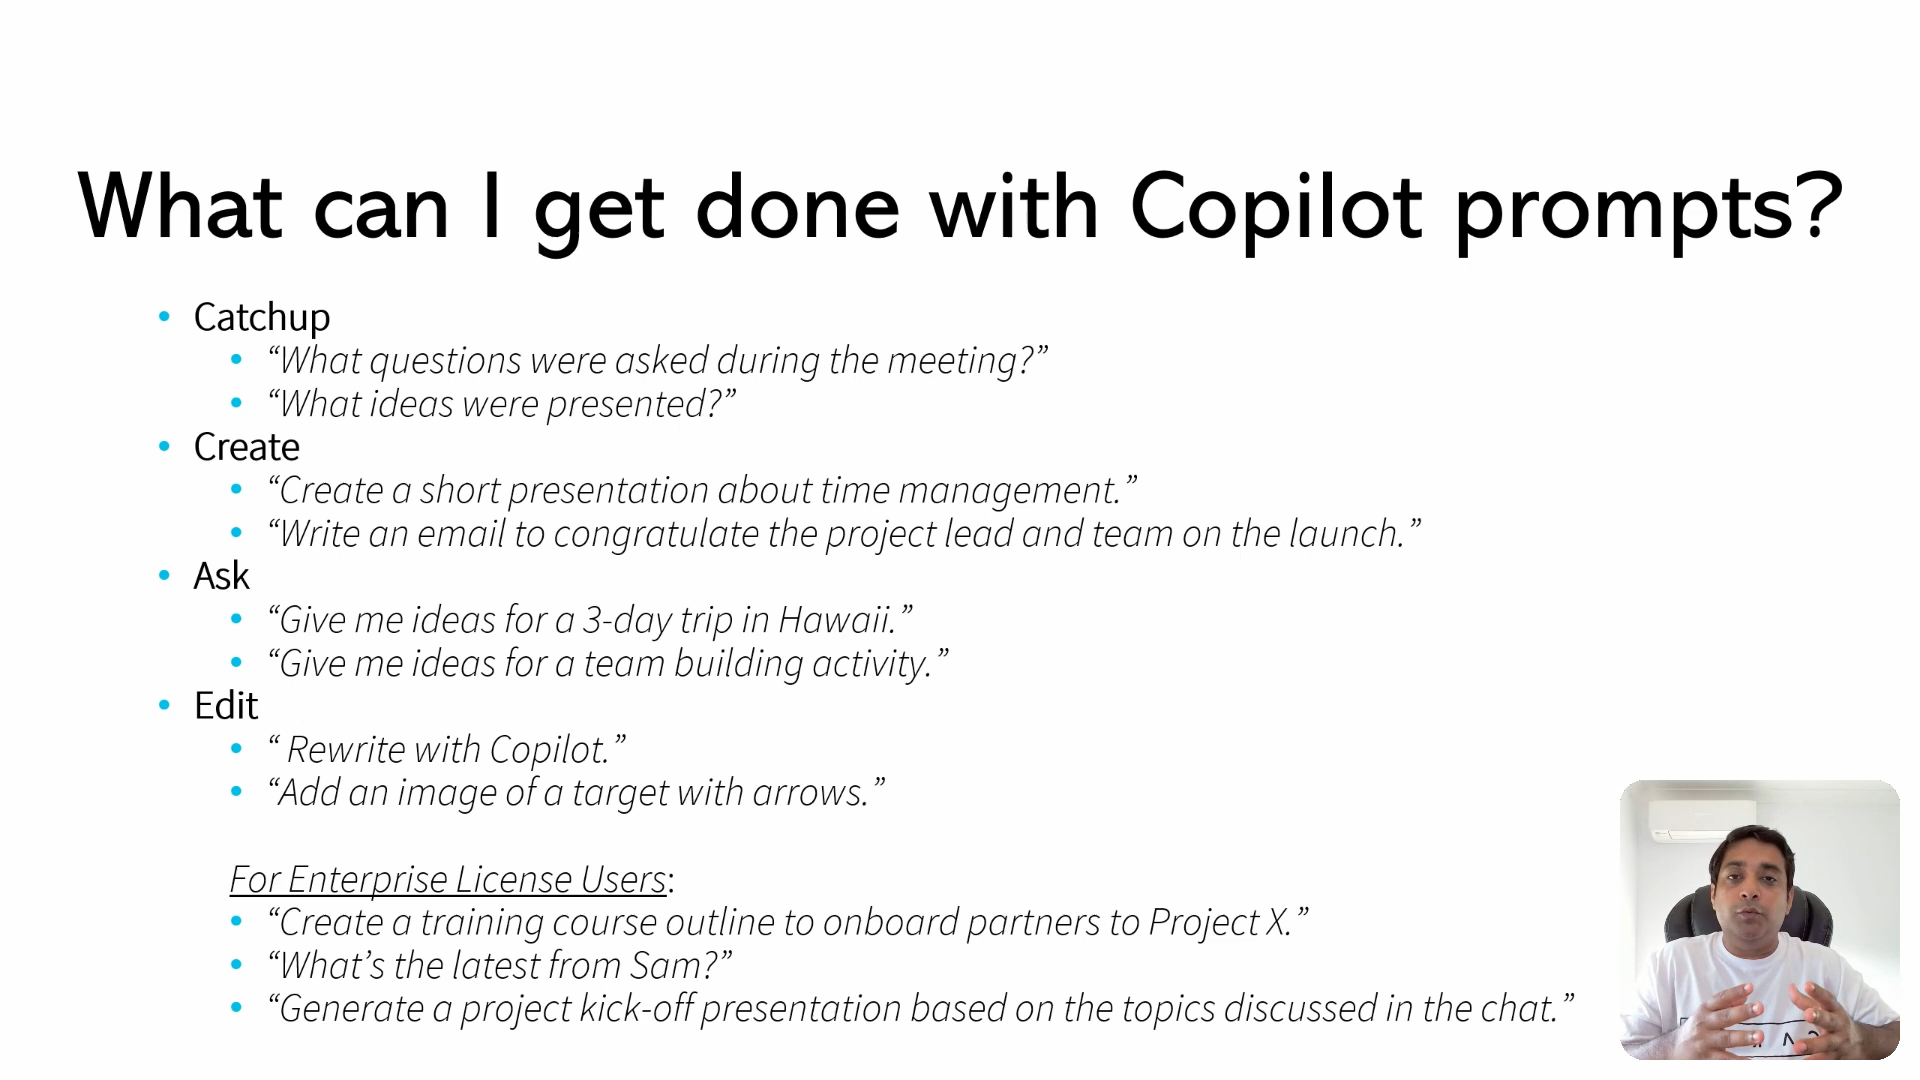 What can I get done with Copilot prompts?
• Catchup
• “What questions were asked during the meeting?”
• “What ideas were presented?”
• Create
• “Create a short presentation about time management.”
• “Write an email to congratulate the project lead and team on the launch.”
• Ask
• “Give me ideas for a 3-day trip in Hawaii.”
• “Give me ideas for a team building activity.”
• Edit
• “ Rewrite with Copilot.”
• “Add an image of a target with arrows.”
For Enterprise License Users:
• “Create a training course outline to onboard partners to Project X.”
• “What’s the latest from Sam?”
• “Generate a project kick-off presentation based on the topics discussed in the chat.”